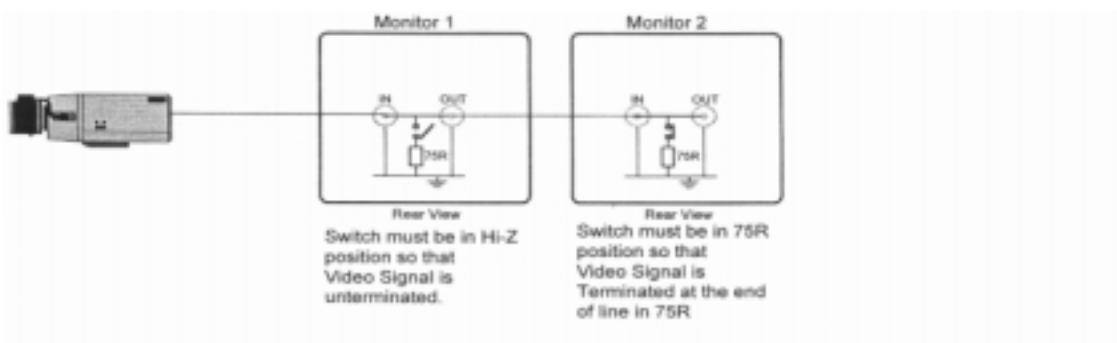 Monitor 1
Monitor 2
IN
OUT
75R
IN
OUT
75R
Rear View
Switch must be in Hi-Z
position so that
Video Signal is
unterminated.
Rear View
Switch must be in 75R
position so that
Video Signal is
Terminated at the end
of line in 75R